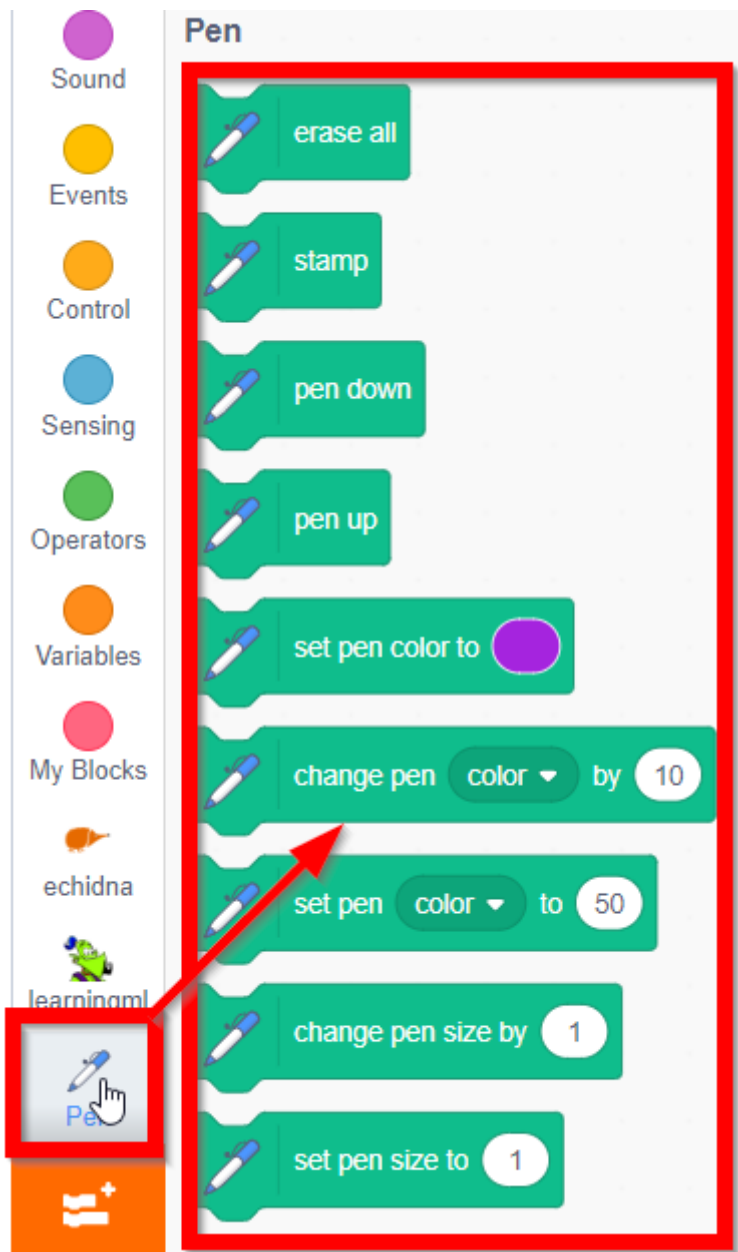 Pen
Sound
Events
Control
Sensing
Operators
Variables
My Blocks
echidna
learningml
Pen
erase all
stamp
pen down
pen up
set pen color to
change pen color by 10
set pen color to 50
change pen size by 1
set pen size to 1